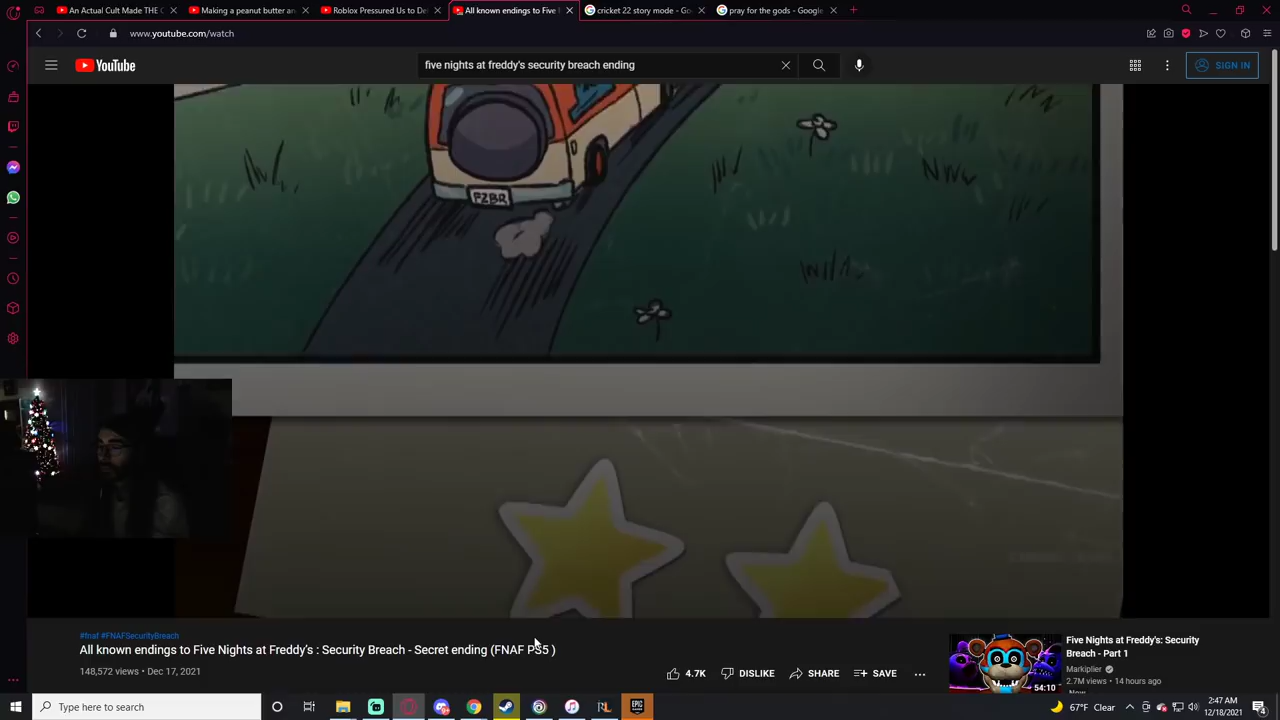 An Actual Cult Made THE C
Making a peanut butter an
Roblox Pressured Us to De
All known endings to Five
cricket 22 story mode - Go
pray for the gods - Google
www.youtube.com/watch
YouTube
five nights at freddy's security breach ending
SIGN IN
FZBR
#fnaf #FNAFSecurityBreach
All known endings to Five Nights at Freddy's : Security Breach - Secret ending (FNAF PS5 )
148,572 views • Dec 17, 2021
4.7K
DISLIKE
SHARE
SAVE
54:10
Five Nights at Freddy's: Security
Breach - Part 1
Markiplier
2.7M views • 14 hours ago
New
Type here to search
67°F Clear
2:47 AM
12/18/2021
4